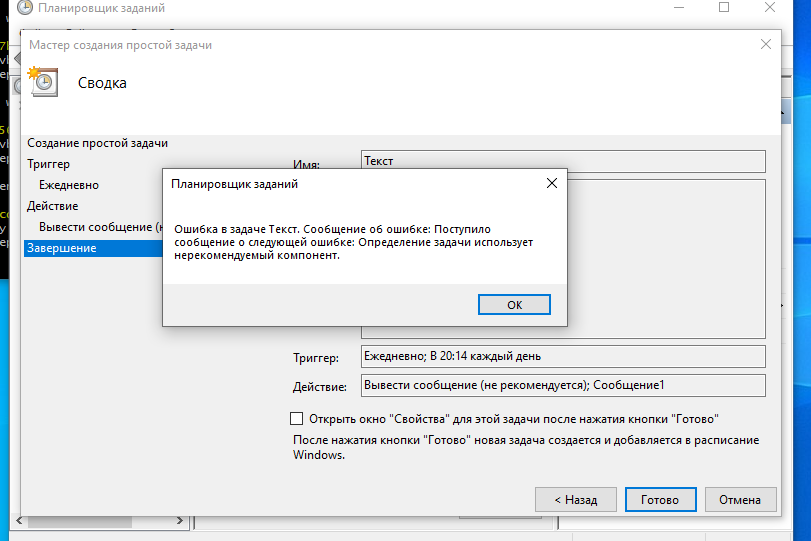 Планировщик заданий
Мастер создания простой задачи
Сводка
Создание простой задачи
Триггер
Ежедневно
Действие
Вывести сообщение (н
Завершение
Имя:
Текст
Планировщик заданий
Ошибка в задаче Текст. Сообщение об ошибке: Поступило
сообщение о следующей ошибке: Определение задачи использует
нерекомендуемый компонент.
OK
Триггер:
Ежедневно; В 20:14 каждый день
Действие:
Вывести сообщение (не рекомендуется); Сообщение1
Открыть окно "Свойства" для этой задачи после нажатия кнопки "Готово"
После нажатия кнопки "Готово" новая задача создается и добавляется в расписание
Windows.
< Назад
Готово
Отмена